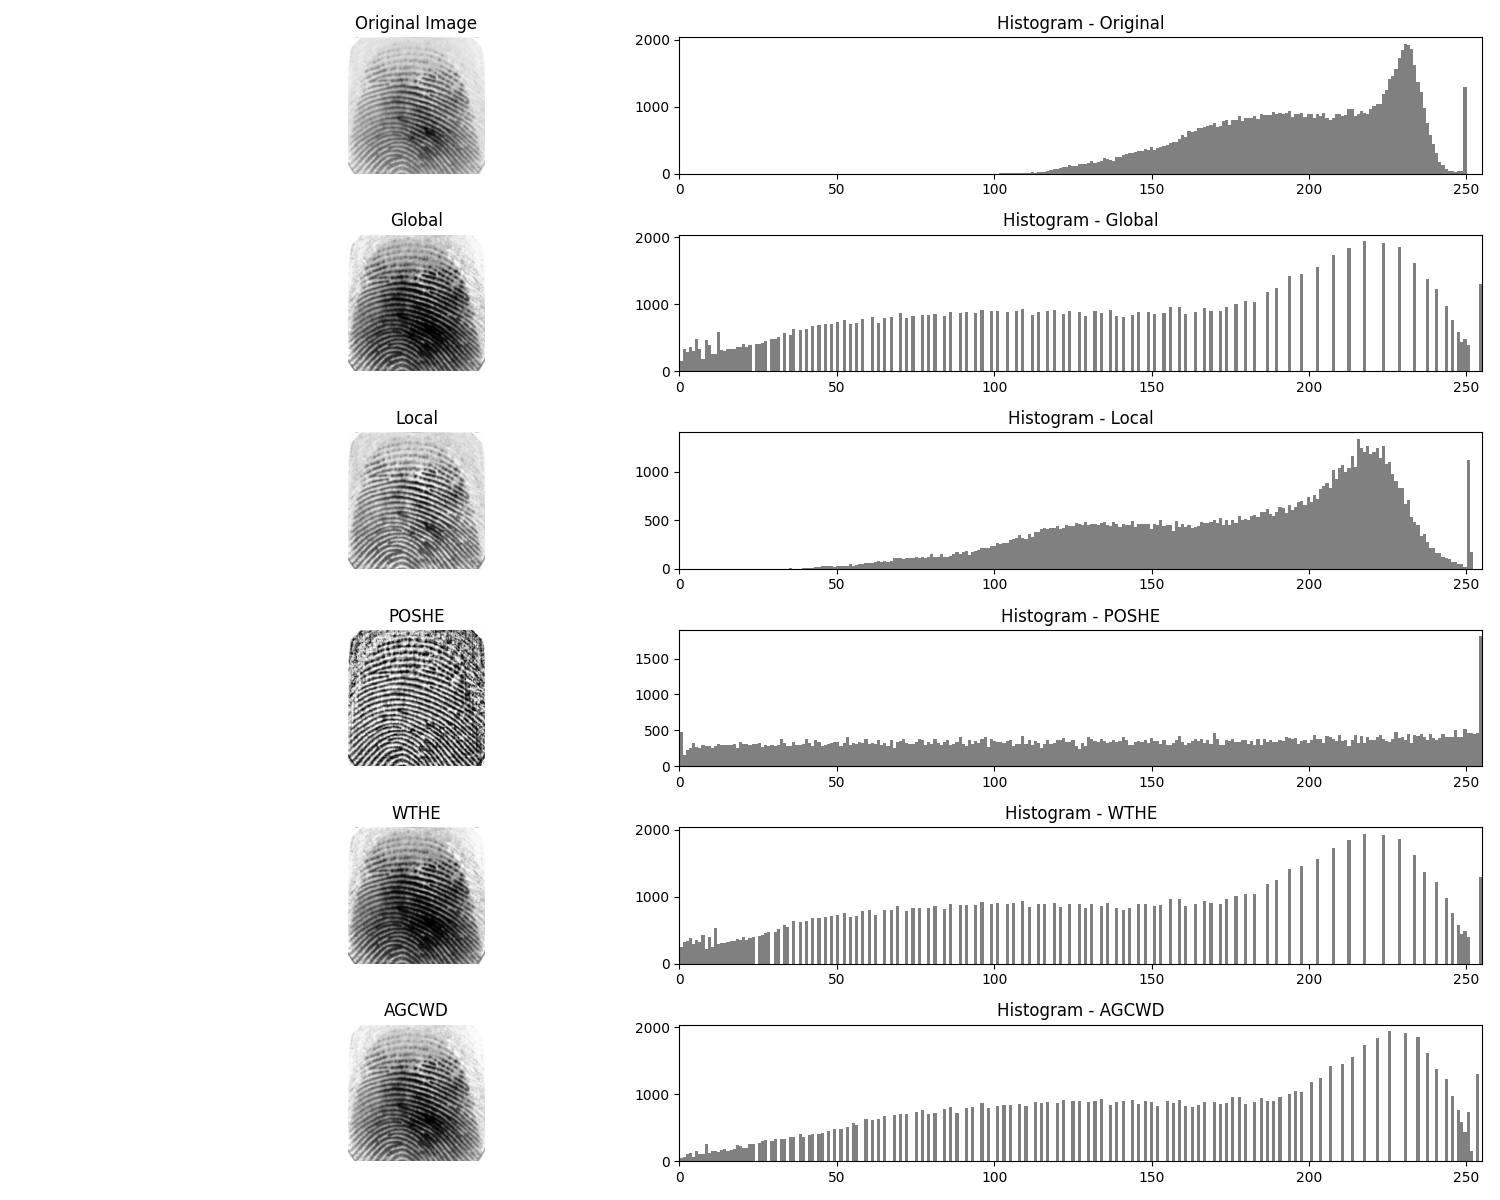 Original Image
Histogram - Original
2000
1000
0
0 50 100 150 200 250
Global
Histogram - Global
2000
1000
0
0 50 100 150 200 250
Local
Histogram - Local
1000
500
0
0 50 100 150 200 250
POSHE
Histogram - POSHE
1500
1000
500
0
0 50 100 150 200 250
WTHE
Histogram - WTHE
2000
1000
0
0 50 100 150 200 250
AGCWD
Histogram - AGCWD
2000
1000
0
0 50 100 150 200 250